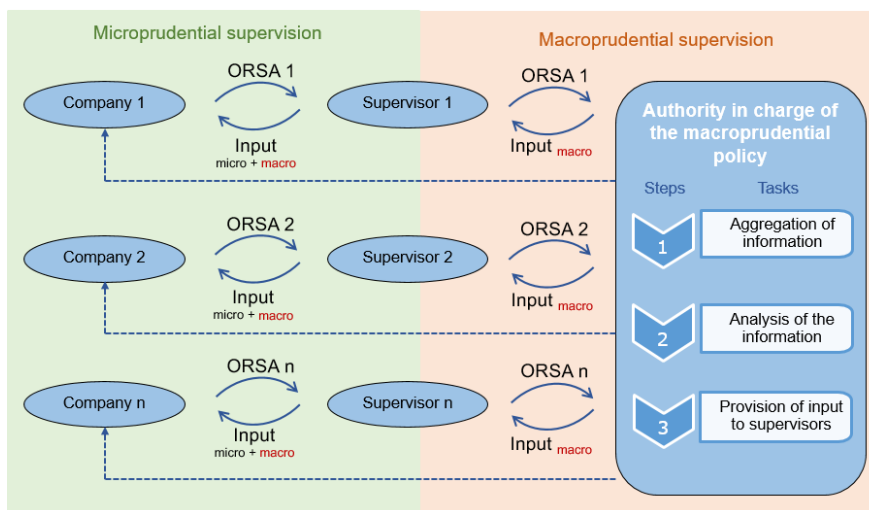 Microprudential supervision
Macroprudential supervision
Company 1
ORSA 1
Input
micro + macro
Supervisor 1
ORSA 1
Input macro
Company 2
ORSA 2
Input
micro + macro
Supervisor 2
ORSA 2
Input macro
Company n
ORSA n
Input
micro + macro
Supervisor n
ORSA n
Input macro
Authority in charge of
the macroprudential
policy
Steps
Tasks
1
Aggregation of
information
2
Analysis of the
information
3
Provision of input
to supervisors